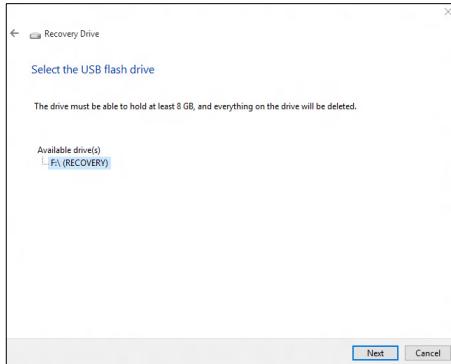 Recovery Drive
Select the USB flash drive
The drive must be able to hold at least 8 GB, and everything on the drive will be deleted.
Available drive(s)
F:\ (RECOVERY)
Next Cancel